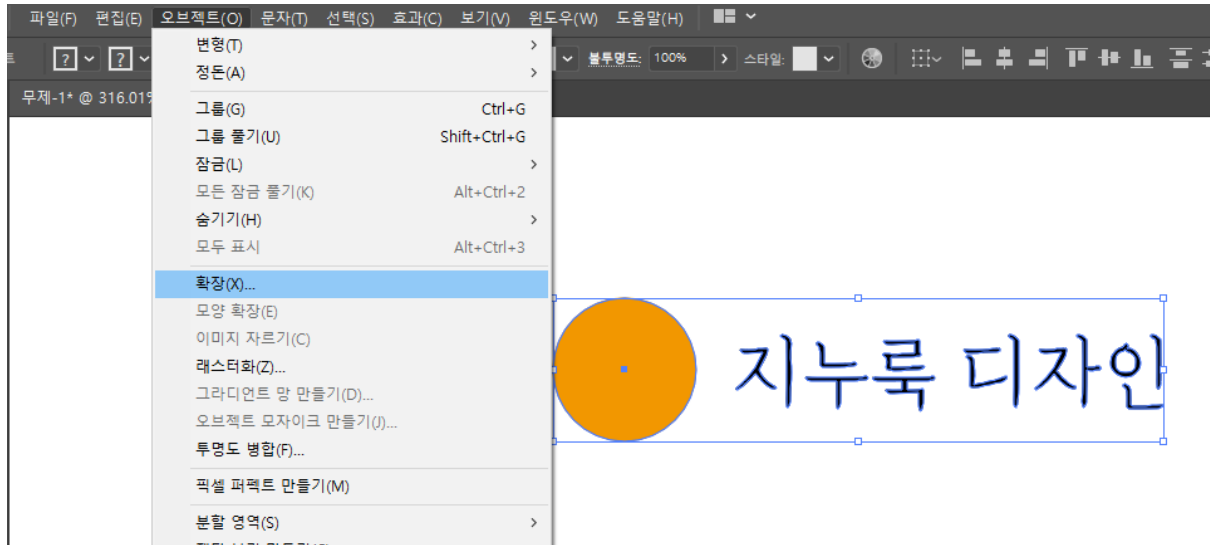 파일(F) 편집(E) 오브젝트(O) 문자(T) 선택(S) 효과(C) 보기(V) 윈도우(W) 도움말(H)
트 ? ? 불투명도: 100% 스타일:
무제-1* @ 316.01%
변형(T)
정돈(A)
그룹(G) Ctrl+G
그룹 풀기(U) Shift+Ctrl+G
잠금(L)
모든 잠금 풀기(K) Alt+Ctrl+2
숨기기(H)
모두 표시 Alt+Ctrl+3
확장(X)...
모양 확장(E)
이미지 자르기(C)
래스터화(Z)...
그라디언트 망 만들기(D)...
오브젝트 모자이크 만들기(J)...
투명도 병합(F)...
픽셀 퍼펙트 만들기(M)
분할 영역(S)
지누룩 디자인